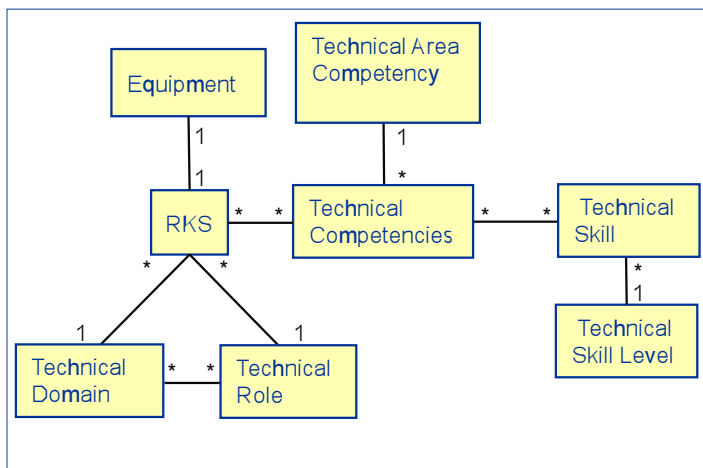 Technical Area
Competency
Equipment
1
1
1
*
RKS
*
*
Technical
Competencies
*
*
Technical
Skill
*
*
*
1
1
1
Technical
Skill Level
Technical
Domain
*
*
Technical
Role